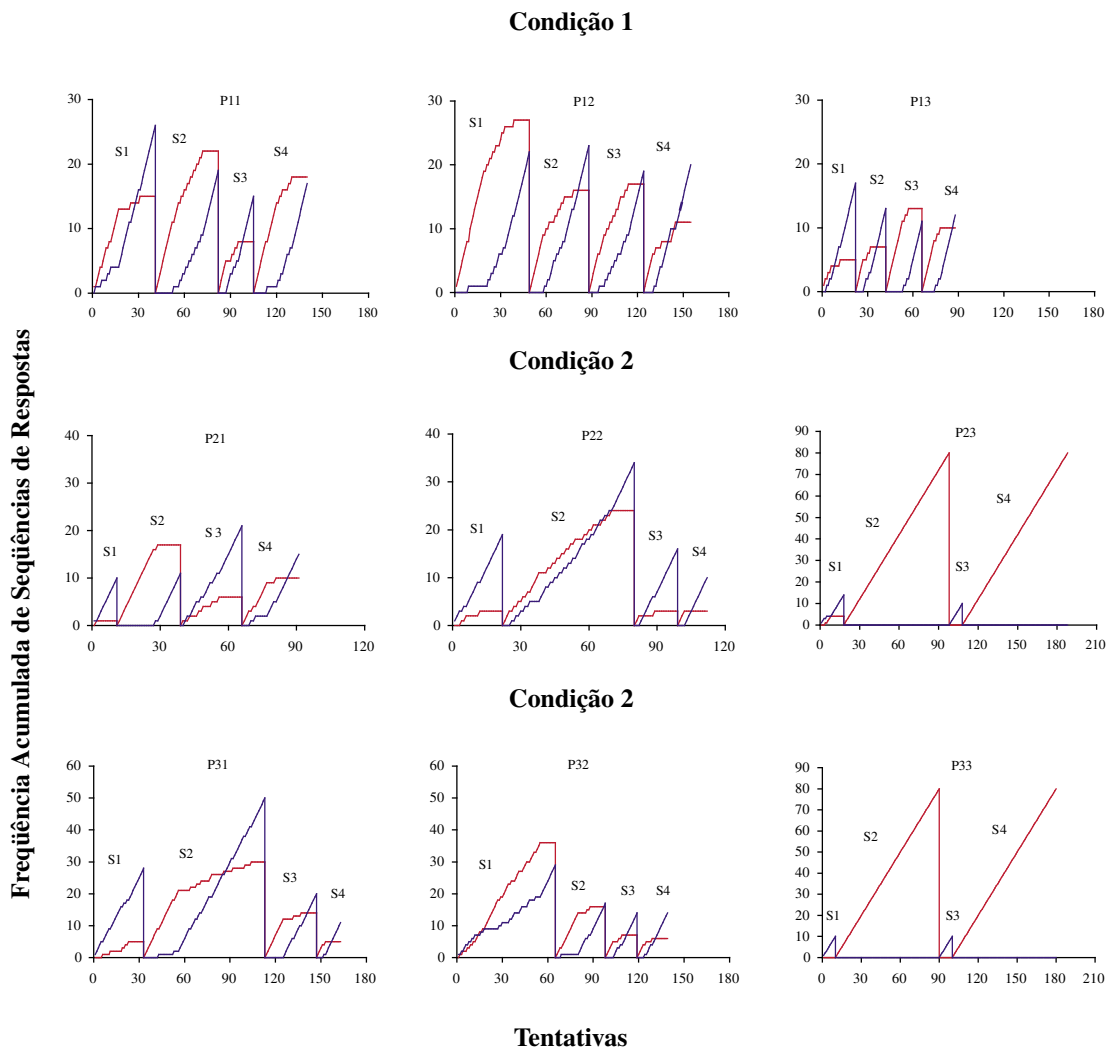 Condição 1
P11
30
20
10
0
S1
S2
S3
S4
0 30 60 90 120 150 180
P12
30
20
10
0
S1
S2
S3
S4
0 30 60 90 120 150 180
P13
30
20
10
0
S1
S2
S3
S4
0 30 60 90 120 150 180
Freqüência Acumulada de Seqüências de Respostas
Condição 2
P21
40
30
20
10
0
S1
S2
S 3
S4
0 30 60 90 120
P22
40
30
20
10
0
S1
S2
S3
S4
0 30 60 90 120
P23
90
80
70
60
50
40
30
20
10
0
S1
S2
S3
S4
0 30 60 90 120 150 180 210
Condição 2
P31
60
50
40
30
20
10
0
S1
S2
S3
S4
0 30 60 90 120 150 180
P32
60
50
40
30
20
10
0
S1
S2
S3
S4
0 30 60 90 120 150 180
P33
90
80
70
60
50
40
30
20
10
0
S1
S2
S3
S4
0 30 60 90 120 150 180 210
Tentativas